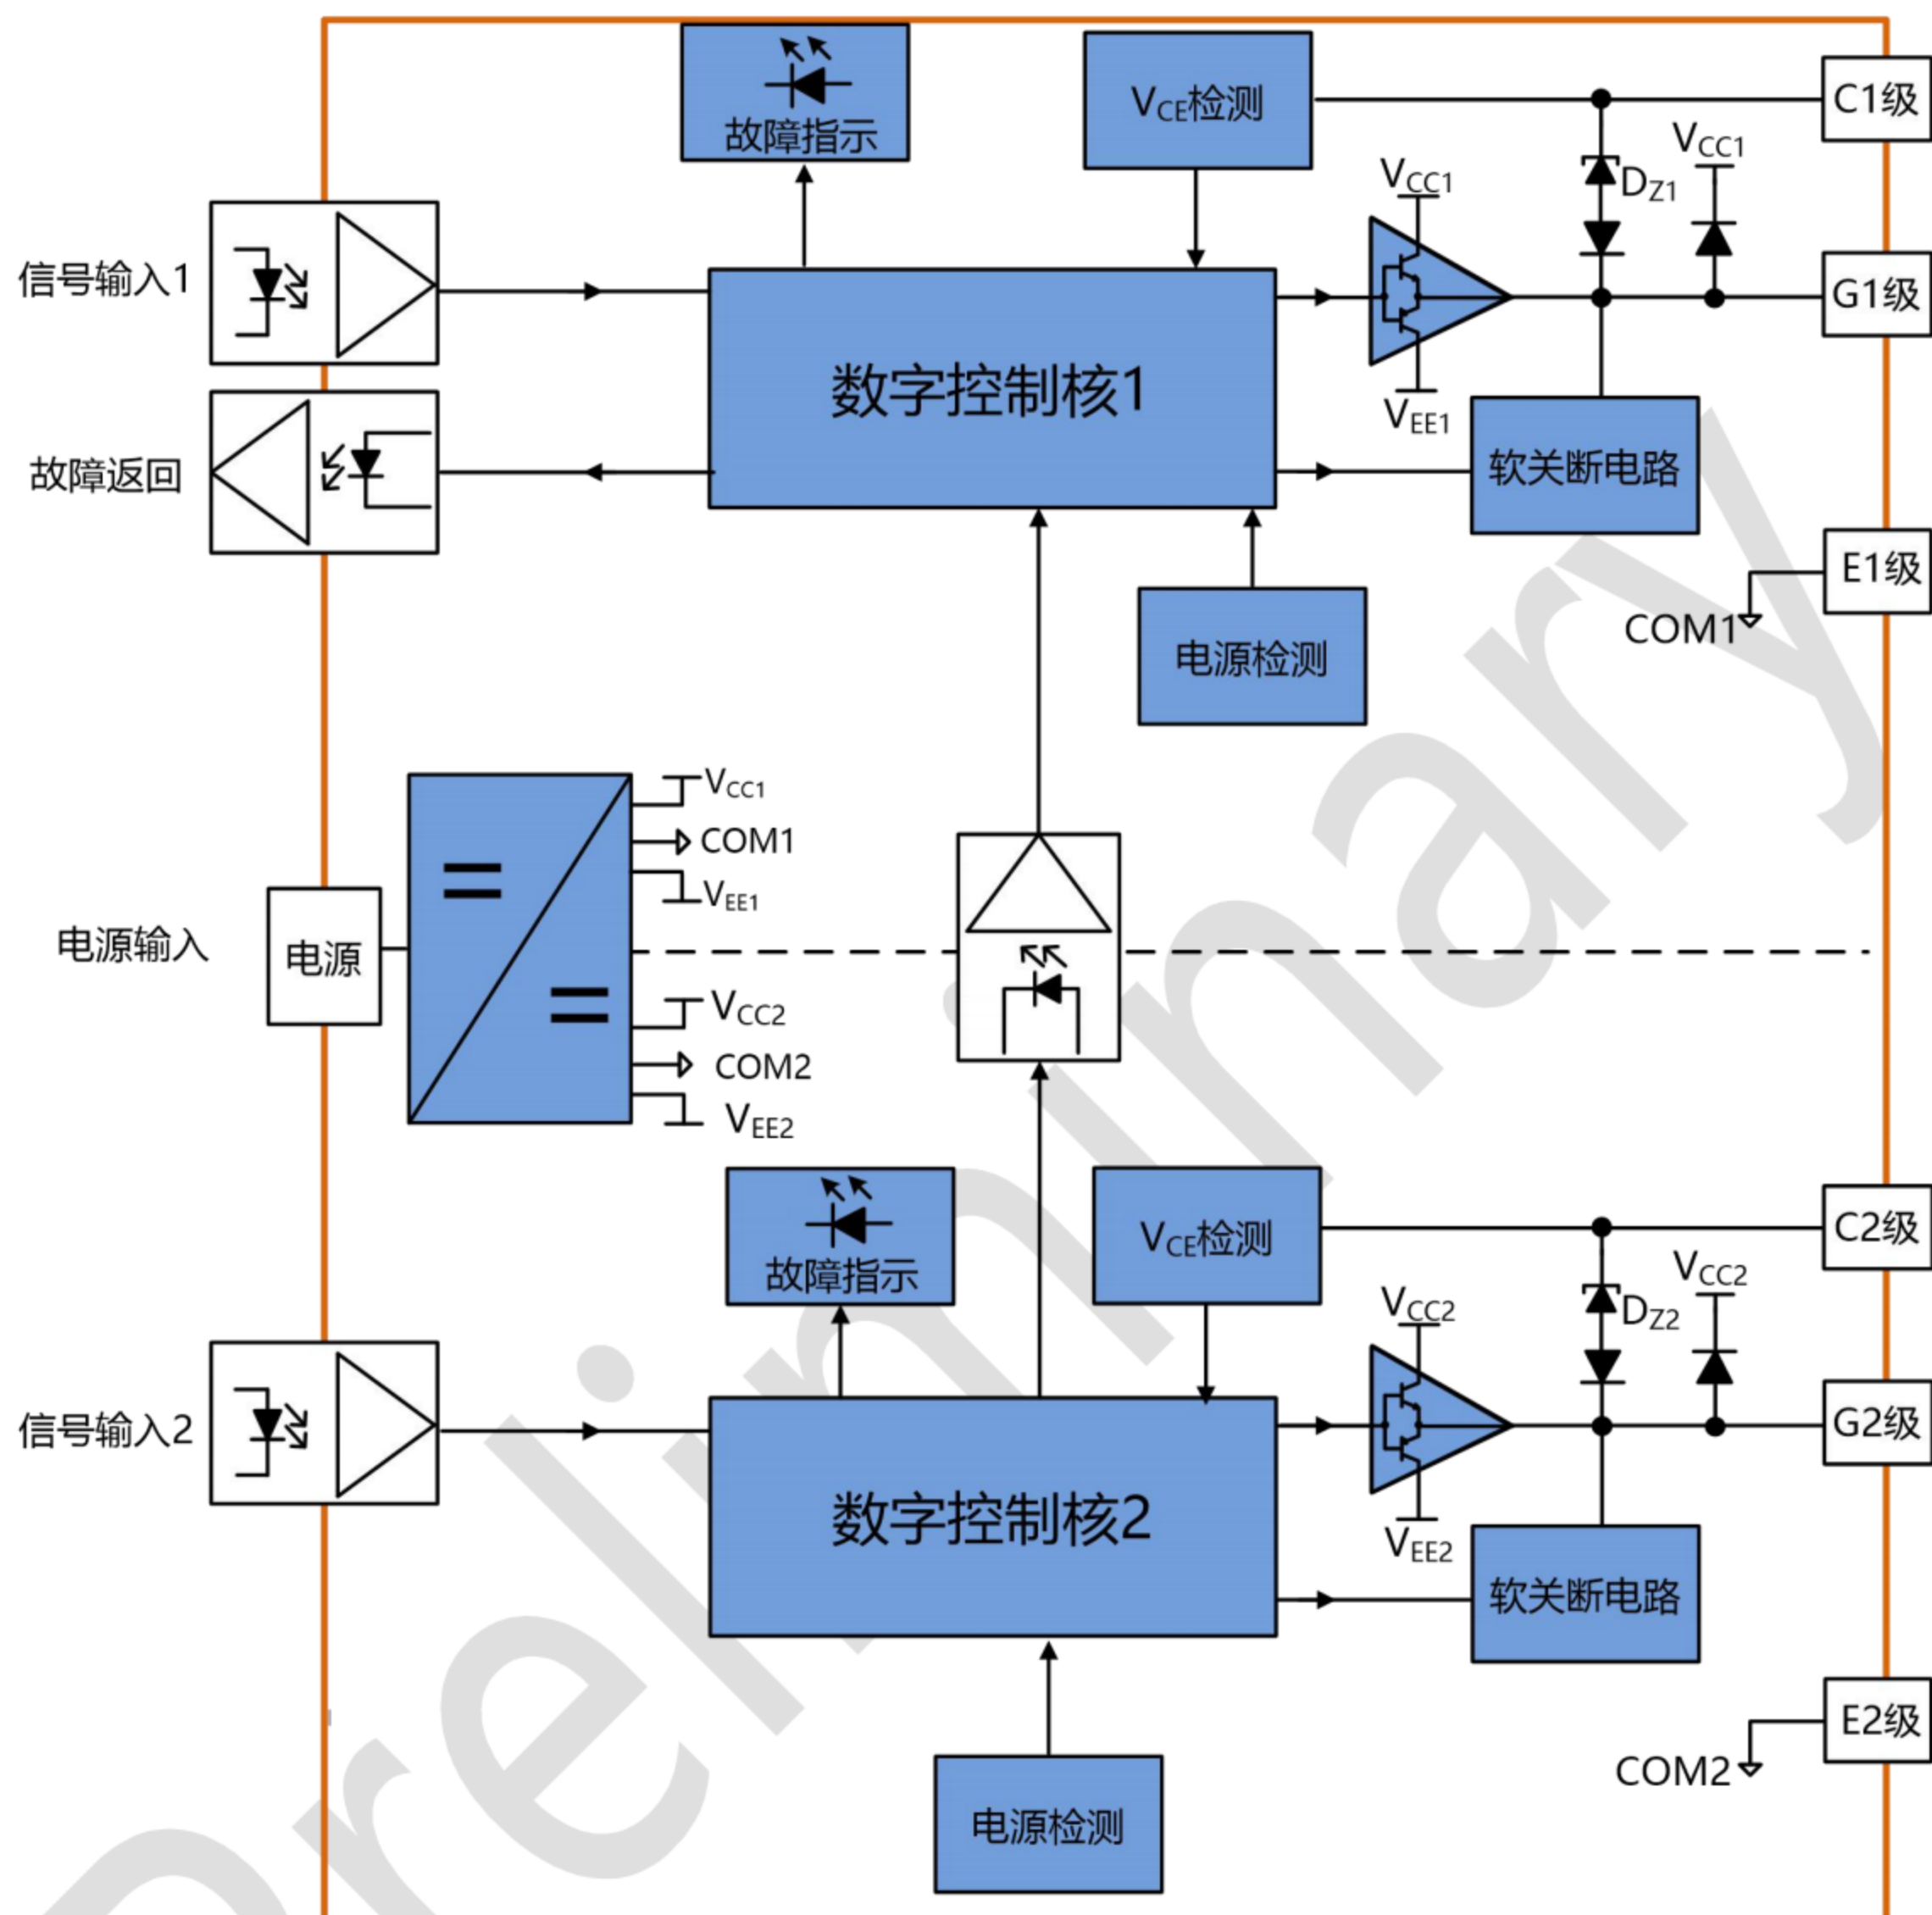 故障指示
VCE检测
C1级
VCC1
VCC1
DZ1
信号输入1
G1级
数字控制核1
VEE1
故障返回
软关断电路
E1级
COM1
电源检测
VCC1
COM1
VEE1
电源输入
电源
VCC2
COM2
VEE2
故障指示
VCE检测
C2级
VCC2
VCC2
DZ2
信号输入2
G2级
数字控制核2
VEE2
软关断电路
E2级
COM2
电源检测
Preliminary